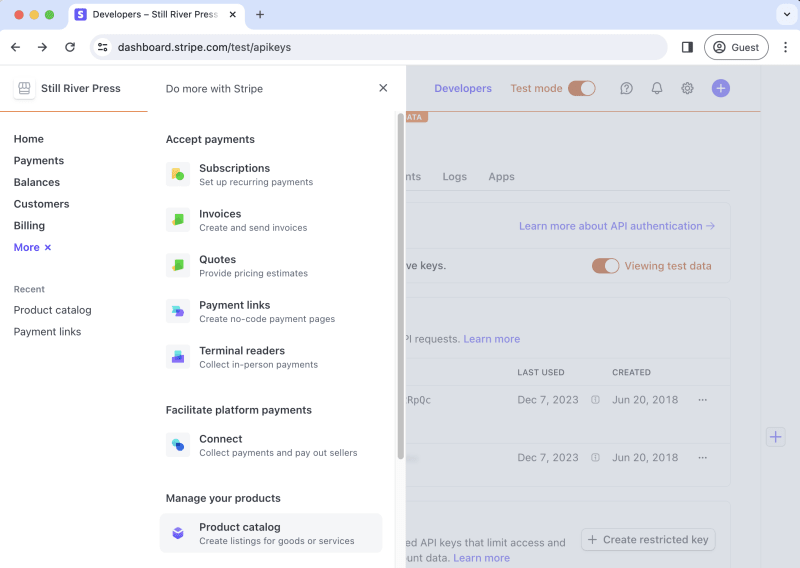 Developers – Still River Press
dashboard.stripe.com/test/apikeys
Guest
Still River Press
Do more with Stripe
Developers
Test mode
ATA
Home
Payments
Balances
Customers
Billing
More
Recent
Product catalog
Payment links
Accept payments
Subscriptions
Set up recurring payments
Invoices
Create and send invoices
Quotes
Provide pricing estimates
Payment links
Create no-code payment pages
Terminal readers
Collect in-person payments
Facilitate platform payments
Connect
Collect payments and pay out sellers
Manage your products
Product catalog
Create listings for goods or services
nts Logs Apps
Learn more about API authentication →
ve keys.
Viewing test data
PI requests. Learn more
LAST USED CREATED
RpQc Dec 7, 2023 Jun 20, 2018 ···
Dec 7, 2023 Jun 20, 2018 ···
ed API keys that limit access and
unt data. Learn more
+ Create restricted key